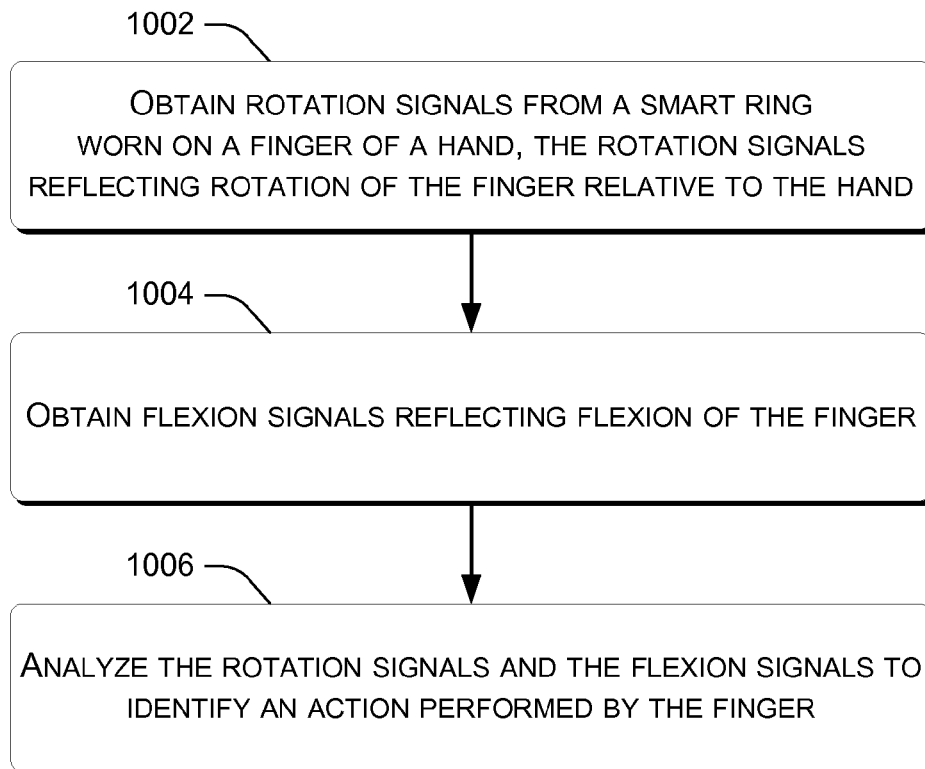 1002
OBTAIN ROTATION SIGNALS FROM A SMART RING
WORN ON A FINGER OF A HAND, THE ROTATION SIGNALS
REFLECTING ROTATION OF THE FINGER RELATIVE TO THE HAND
1004
OBTAIN FLEXION SIGNALS REFLECTING FLEXION OF THE FINGER
1006
ANALYZE THE ROTATION SIGNALS AND THE FLEXION SIGNALS TO
IDENTIFY AN ACTION PERFORMED BY THE FINGER